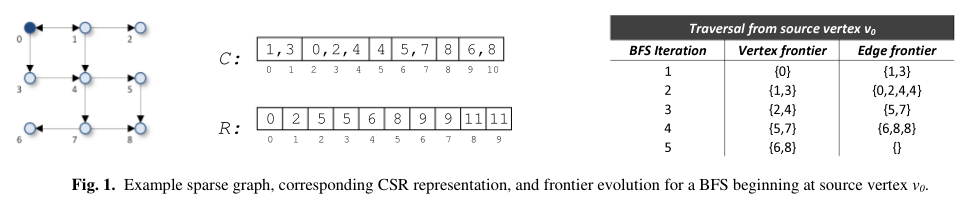 0
1
2
3
4
5
6
7
8
C: 1,3 0,2,4 4 5,7 8 6,8
0 1 2 3 4 5 6 7 8 9 10
R: 0 2 5 5 6 8 9 9 11 11
0 1 2 3 4 5 6 7 8 9
Traversal from source vertex v0
BFS Iteration Vertex frontier Edge frontier
1 {0} {1,3}
2 {1,3} {0,2,4,4}
3 {2,4} {5,7}
4 {5,7} {6,8,8}
5 {6,8} {}
Fig. 1. Example sparse graph, corresponding CSR representation, and frontier evolution for a BFS beginning at source vertex v0.